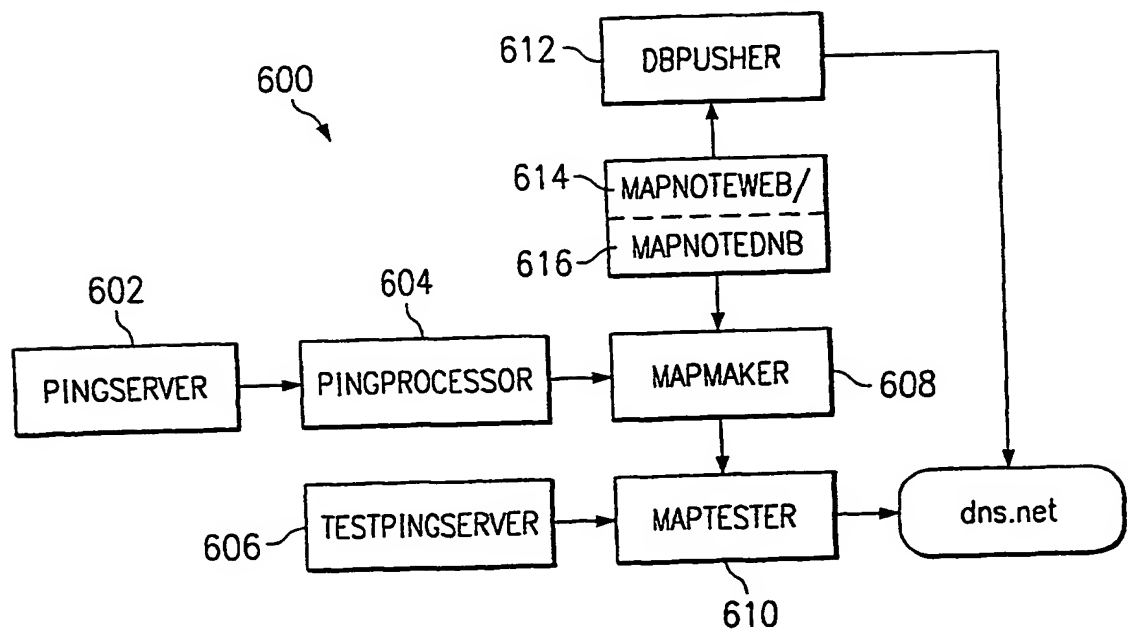 612
DBPUSHER
600
614
MAPNOTEWEB/
616
MAPNOTEDNB
602
604
PINGSERVER
PINGPROCESSOR
MAPMAKER
608
606
TESTPINGSERVER
MAPTESTER
dns.net
610